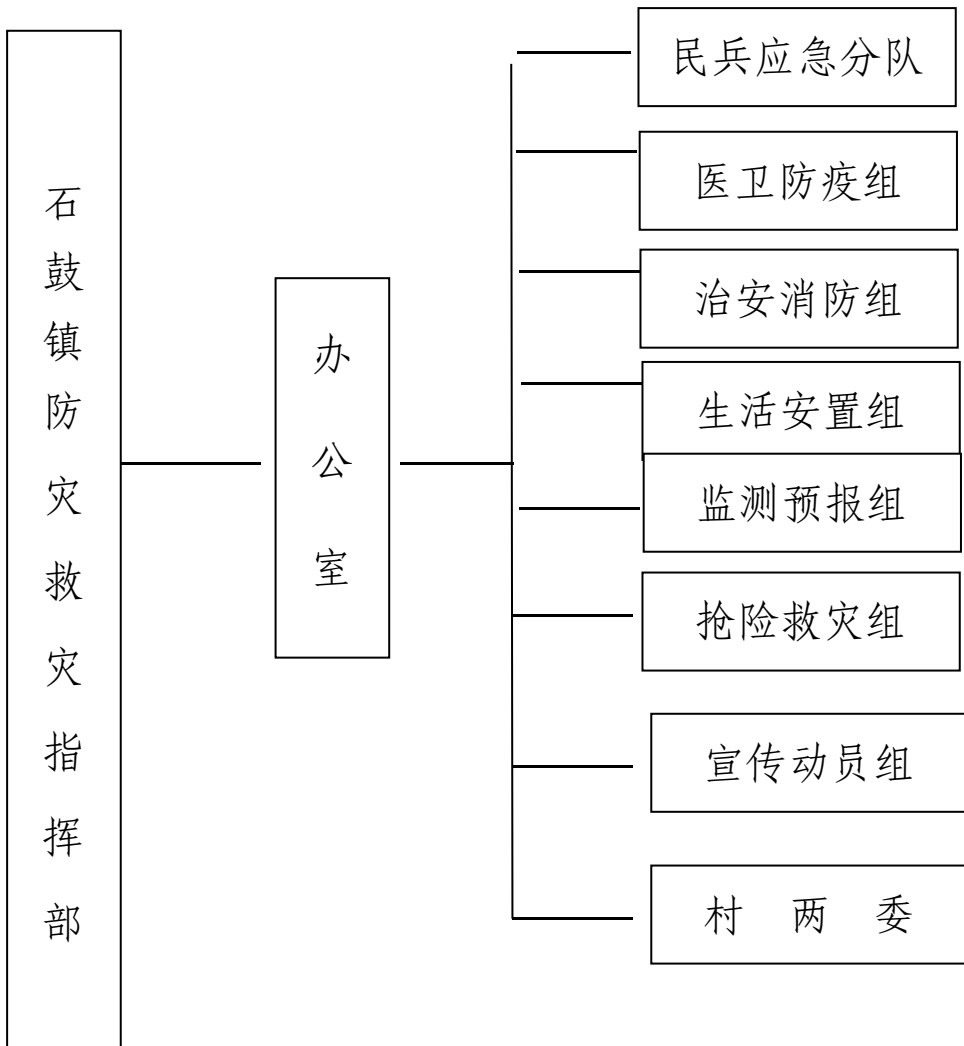 石鼓镇防灾救灾指挥部
办公室
民兵应急分队
医卫防疫组
治安消防组
生活安置组
监测预报组
抢险救灾组
宣传动员组
村 两 委